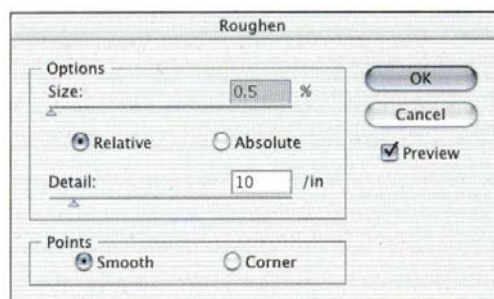 Roughen
Options
Size: 0.5 %
Relative Absolute
Detail: 10 /in
Points
Smooth Corner
OK
Cancel
Preview